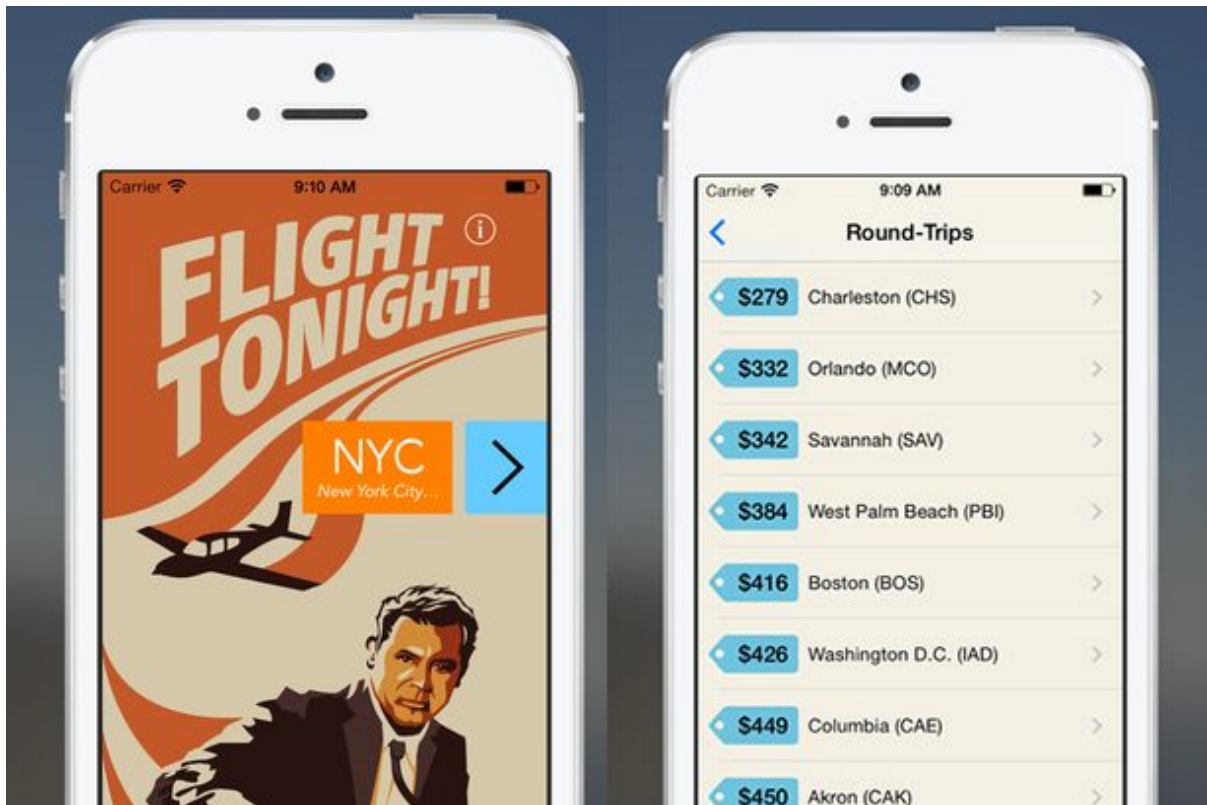 Carrier 9:10 AM
FLIGHT
TONIGHT!
NYC
New York City...
Carrier 9:09 AM
Round-Trips
$279 Charleston (CHS)
$332 Orlando (MCO)
$342 Savannah (SAV)
$384 West Palm Beach (PBI)
$416 Boston (BOS)
$426 Washington D.C. (IAD)
$449 Columbia (CAE)
$450 Akron (CAK)